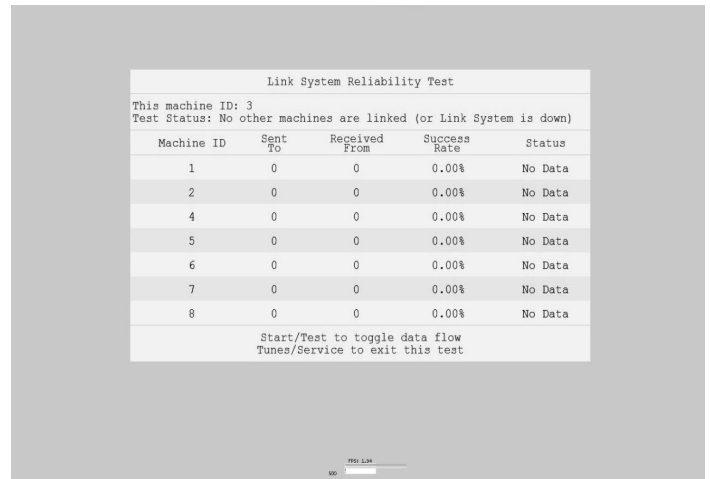 Link System Reliability Test
This machine ID: 3
Test Status: No other machines are linked (or Link System is down)
Machine ID Sent To Received From Success Rate Status
1 0 0 0.00% No Data
2 0 0 0.00% No Data
4 0 0 0.00% No Data
5 0 0 0.00% No Data
6 0 0 0.00% No Data
7 0 0 0.00% No Data
8 0 0 0.00% No Data
Start/Test to toggle data flow
Tunes/Service to exit this test